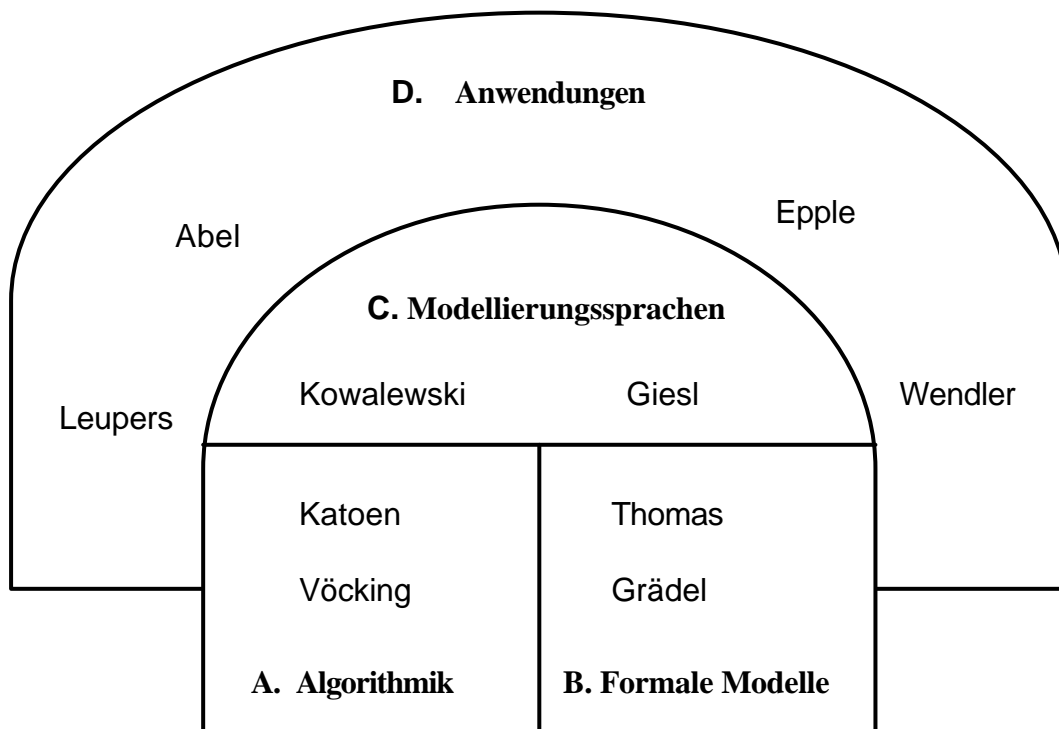 D. Anwendungen
Abel
Epple
C. Modellierungssprachen
Leupers
Kowalewski
Giesl
Wendler
Katoen
Thomas
Vöcking
Grädel
A. Algorithmik
B. Formale Modelle